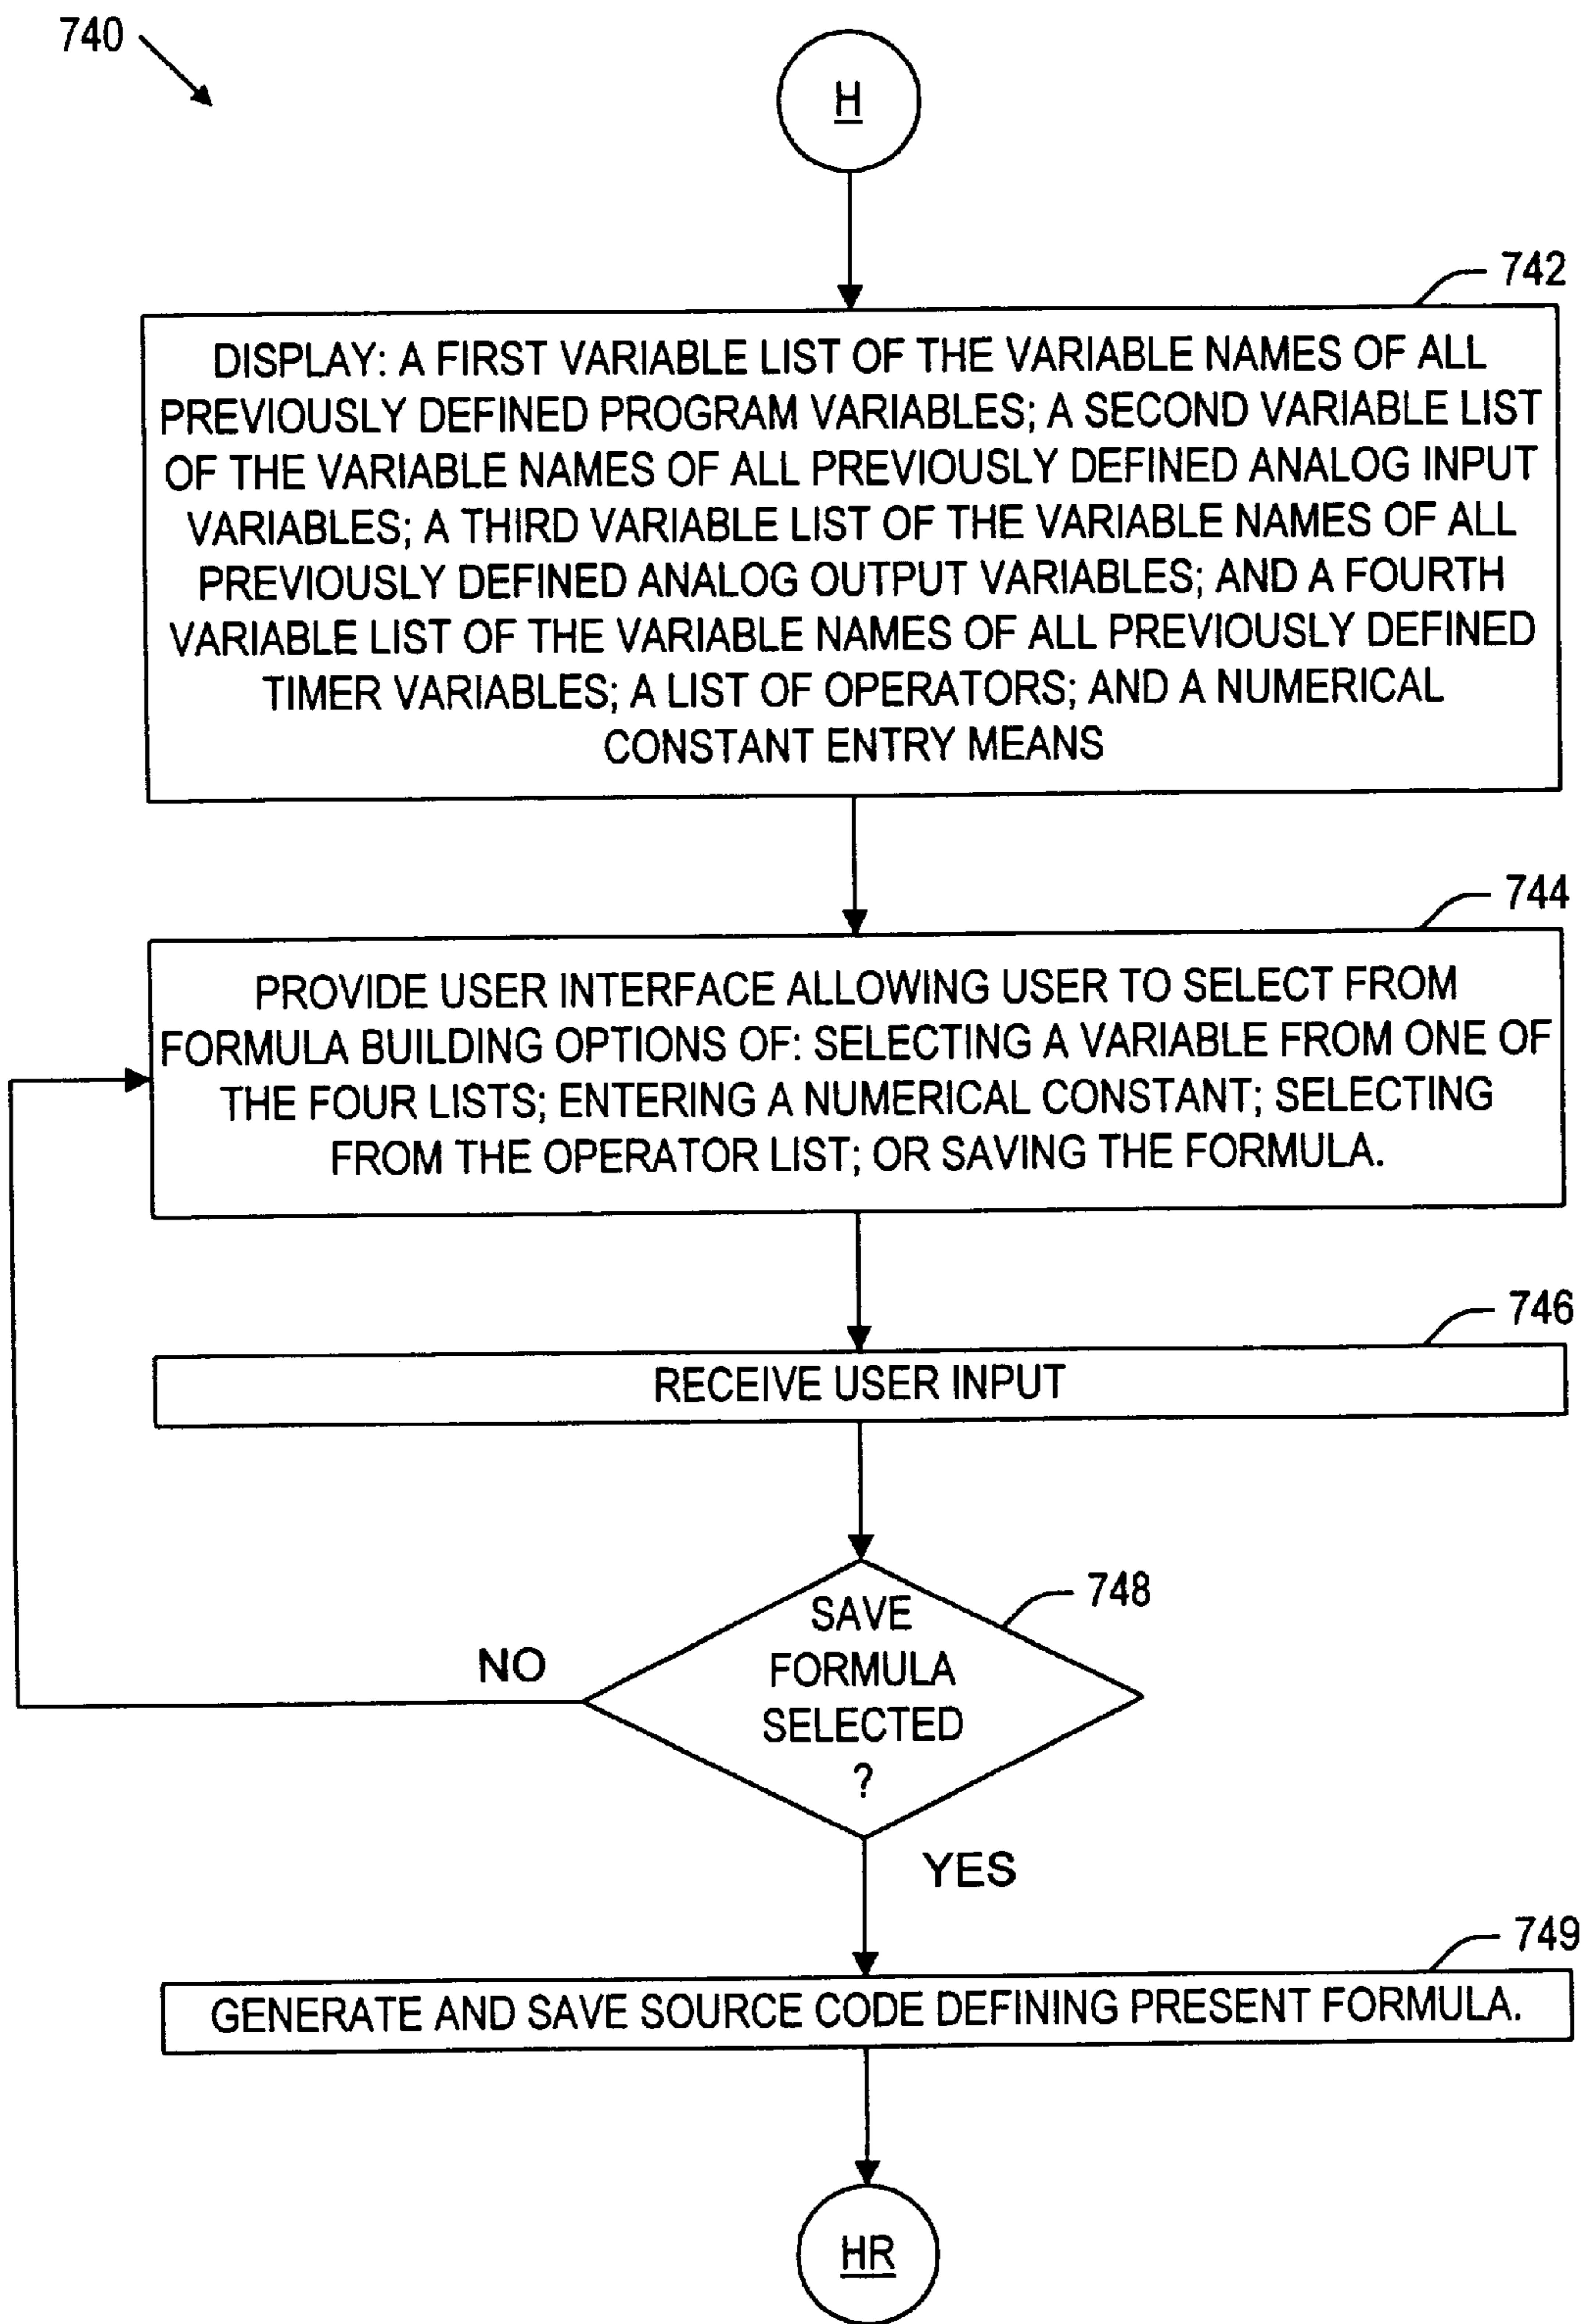 740
H
742
DISPLAY: A FIRST VARIABLE LIST OF THE VARIABLE NAMES OF ALL
PREVIOUSLY DEFINED PROGRAM VARIABLES; A SECOND VARIABLE LIST
OF THE VARIABLE NAMES OF ALL PREVIOUSLY DEFINED ANALOG INPUT
VARIABLES; A THIRD VARIABLE LIST OF THE VARIABLE NAMES OF ALL
PREVIOUSLY DEFINED ANALOG OUTPUT VARIABLES; AND A FOURTH
VARIABLE LIST OF THE VARIABLE NAMES OF ALL PREVIOUSLY DEFINED
TIMER VARIABLES; A LIST OF OPERATORS; AND A NUMERICAL
CONSTANT ENTRY MEANS
744
PROVIDE USER INTERFACE ALLOWING USER TO SELECT FROM
FORMULA BUILDING OPTIONS OF: SELECTING A VARIABLE FROM ONE OF
THE FOUR LISTS; ENTERING A NUMERICAL CONSTANT; SELECTING
FROM THE OPERATOR LIST; OR SAVING THE FORMULA.
746
RECEIVE USER INPUT
748
SAVE
FORMULA
SELECTED
?
NO
YES
749
GENERATE AND SAVE SOURCE CODE DEFINING PRESENT FORMULA.
HR